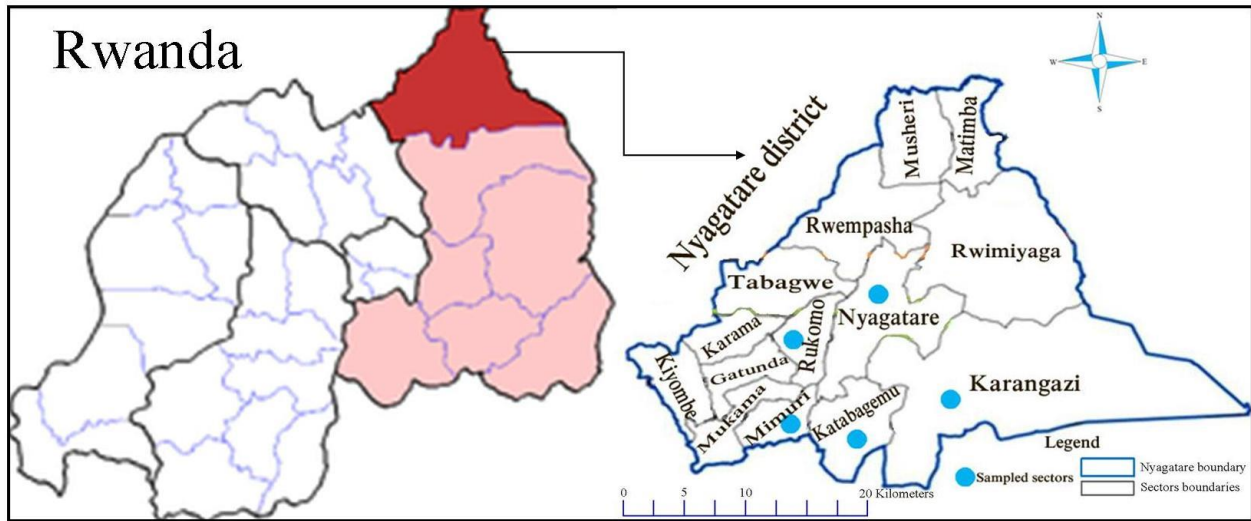 Rwanda
Nyagatare district
N
W
E
S
Musheri
Matimba
Rwempasha
Rwimiyaga
Tabagwe
Nyagatare
Karama
Rukomo
Gatunda
Kiyombe
Mukama
Mimuri
Katabagemu
Karangazi
Legend
Sampled sectors
Nyagatare boundary
Sectors boundaries
0 5 10 20 Kilometers